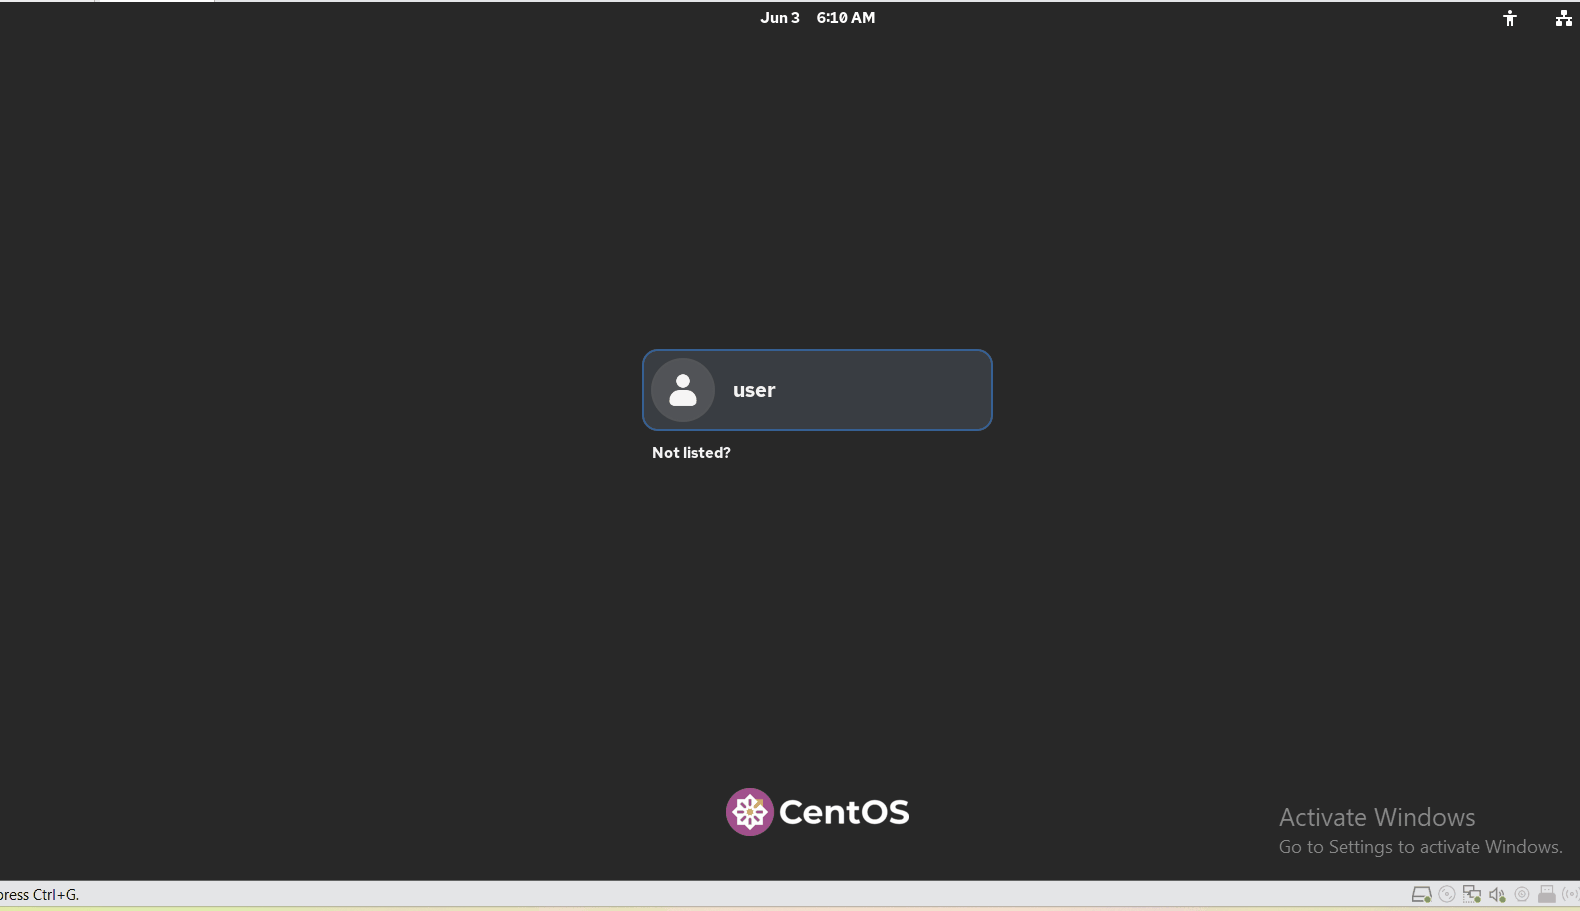 Jun 3 6:10 AM
user
Not listed?
CentOS
Activate Windows
Go to Settings to activate Windows.
press Ctrl+G.